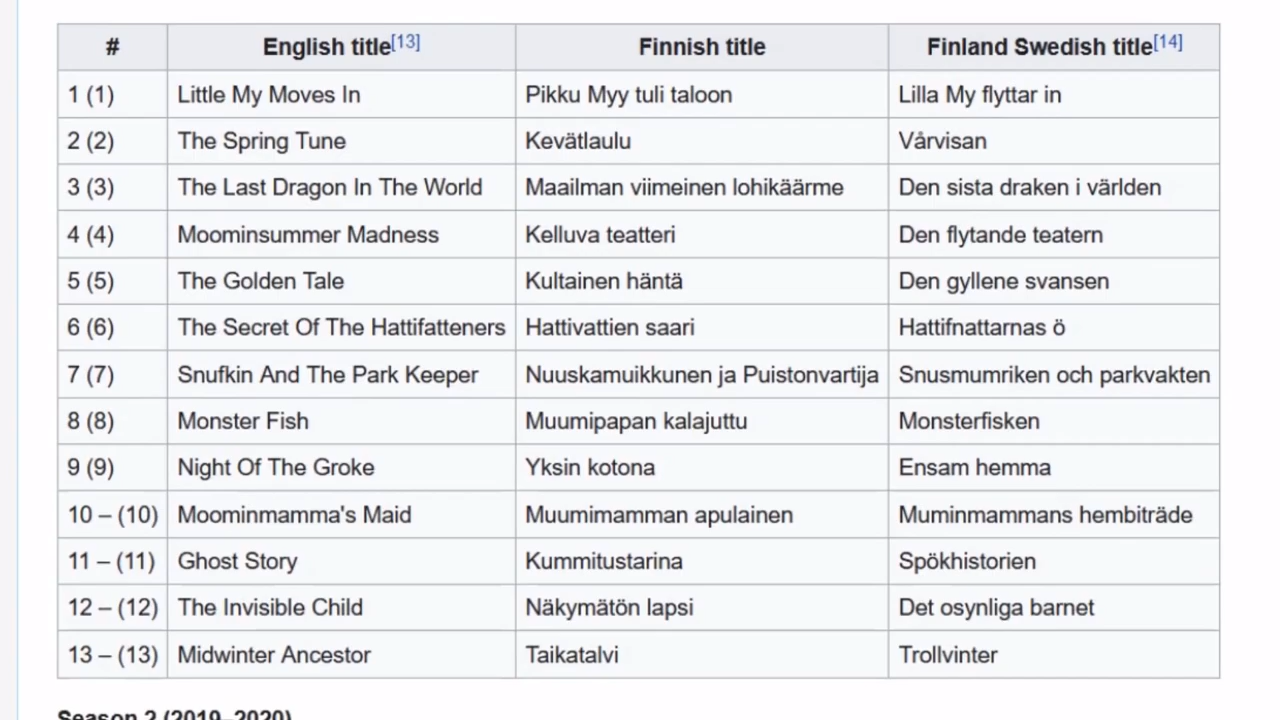 # English title[13] Finnish title Finland Swedish title[14]
1 (1) Little My Moves In Pikku Myy tuli taloon Lilla My flyttar in
2 (2) The Spring Tune Kevätlaulu Vårvisan
3 (3) The Last Dragon In The World Maailman viimeinen lohikäärme Den sista draken i världen
4 (4) Moominsummer Madness Kelluva teatteri Den flytande teatern
5 (5) The Golden Tale Kultainen häntä Den gyllene svansen
6 (6) The Secret Of The Hattifatteners Hattivattien saari Hattifnattarnas ö
7 (7) Snufkin And The Park Keeper Nuuskamuikkunen ja Puistonvartija Snusmumriken och parkvakten
8 (8) Monster Fish Muumipapan kalajuttu Monsterfisken
9 (9) Night Of The Groke Yksin kotona Ensam hemma
10 – (10) Moominmamma's Maid Muumimamman apulainen Muminmammans hembiträde
11 – (11) Ghost Story Kummitustarina Spökhistorien
12 – (12) The Invisible Child Näkymätön lapsi Det osynliga barnet
13 – (13) Midwinter Ancestor Taikatalvi Trollvinter
Season 2 (2019–2020)